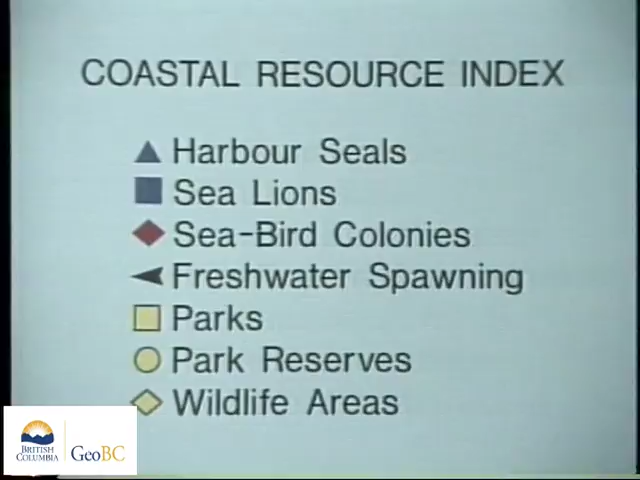 COASTAL RESOURCE INDEX
Harbour Seals
Sea Lions
Sea-Bird Colonies
Freshwater Spawning
Parks
Park Reserves
Wildlife Areas
BRITISH
COLUMBIA
GeoBC